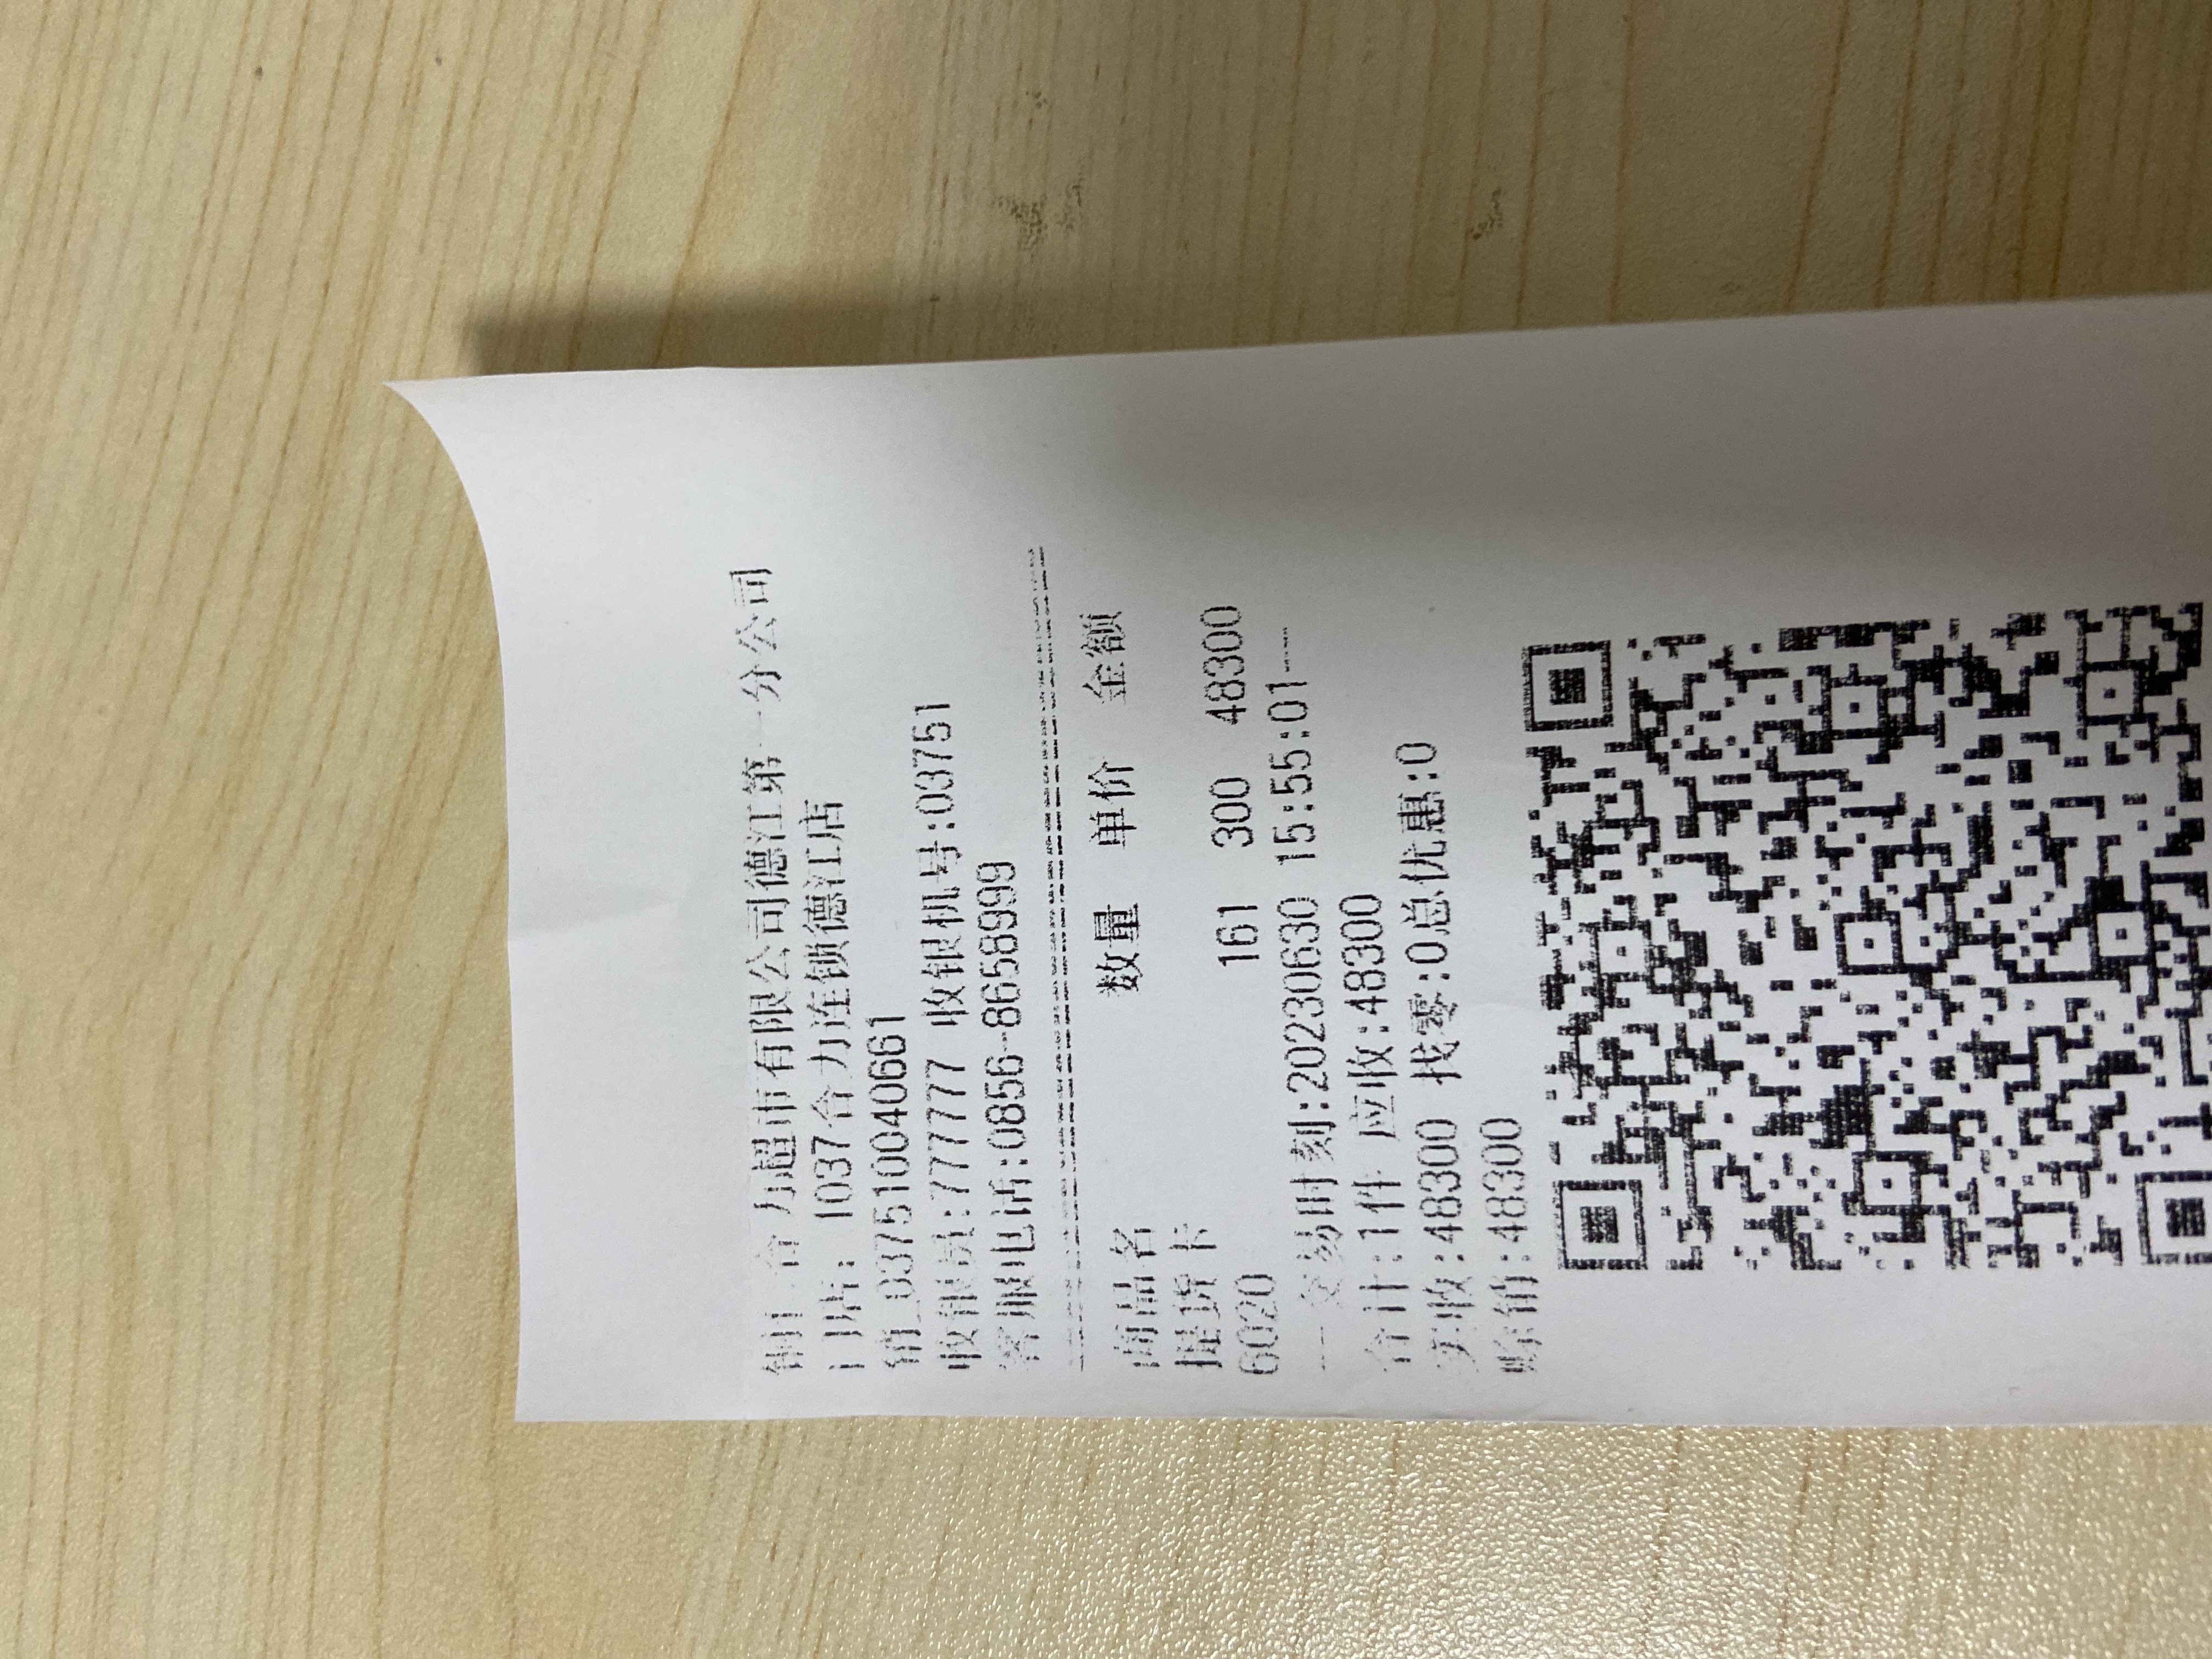 铜仁合力超市有限公司德江第一分公司
门店: 1037合力连锁德江店
销_037510040661
收银员:777777 收银机号:03751
客服电话:0856-8658999
商品名 数量 单价 金额
提货卡
6020 161 300 48300
--交易时刻:20230630 15:55:01---
合计:1件 应收:48300
实收:48300 找零:0总优惠:0
赊销:48300